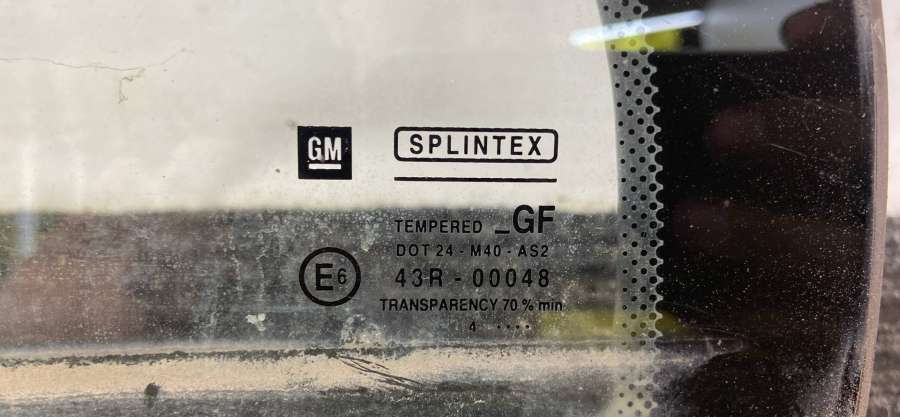 GM
SPLINTEX
TEMPERED _GF
DOT 24 - M40 - AS2
E6
43R - 00048
TRANSPARENCY 70 % min
4 ....